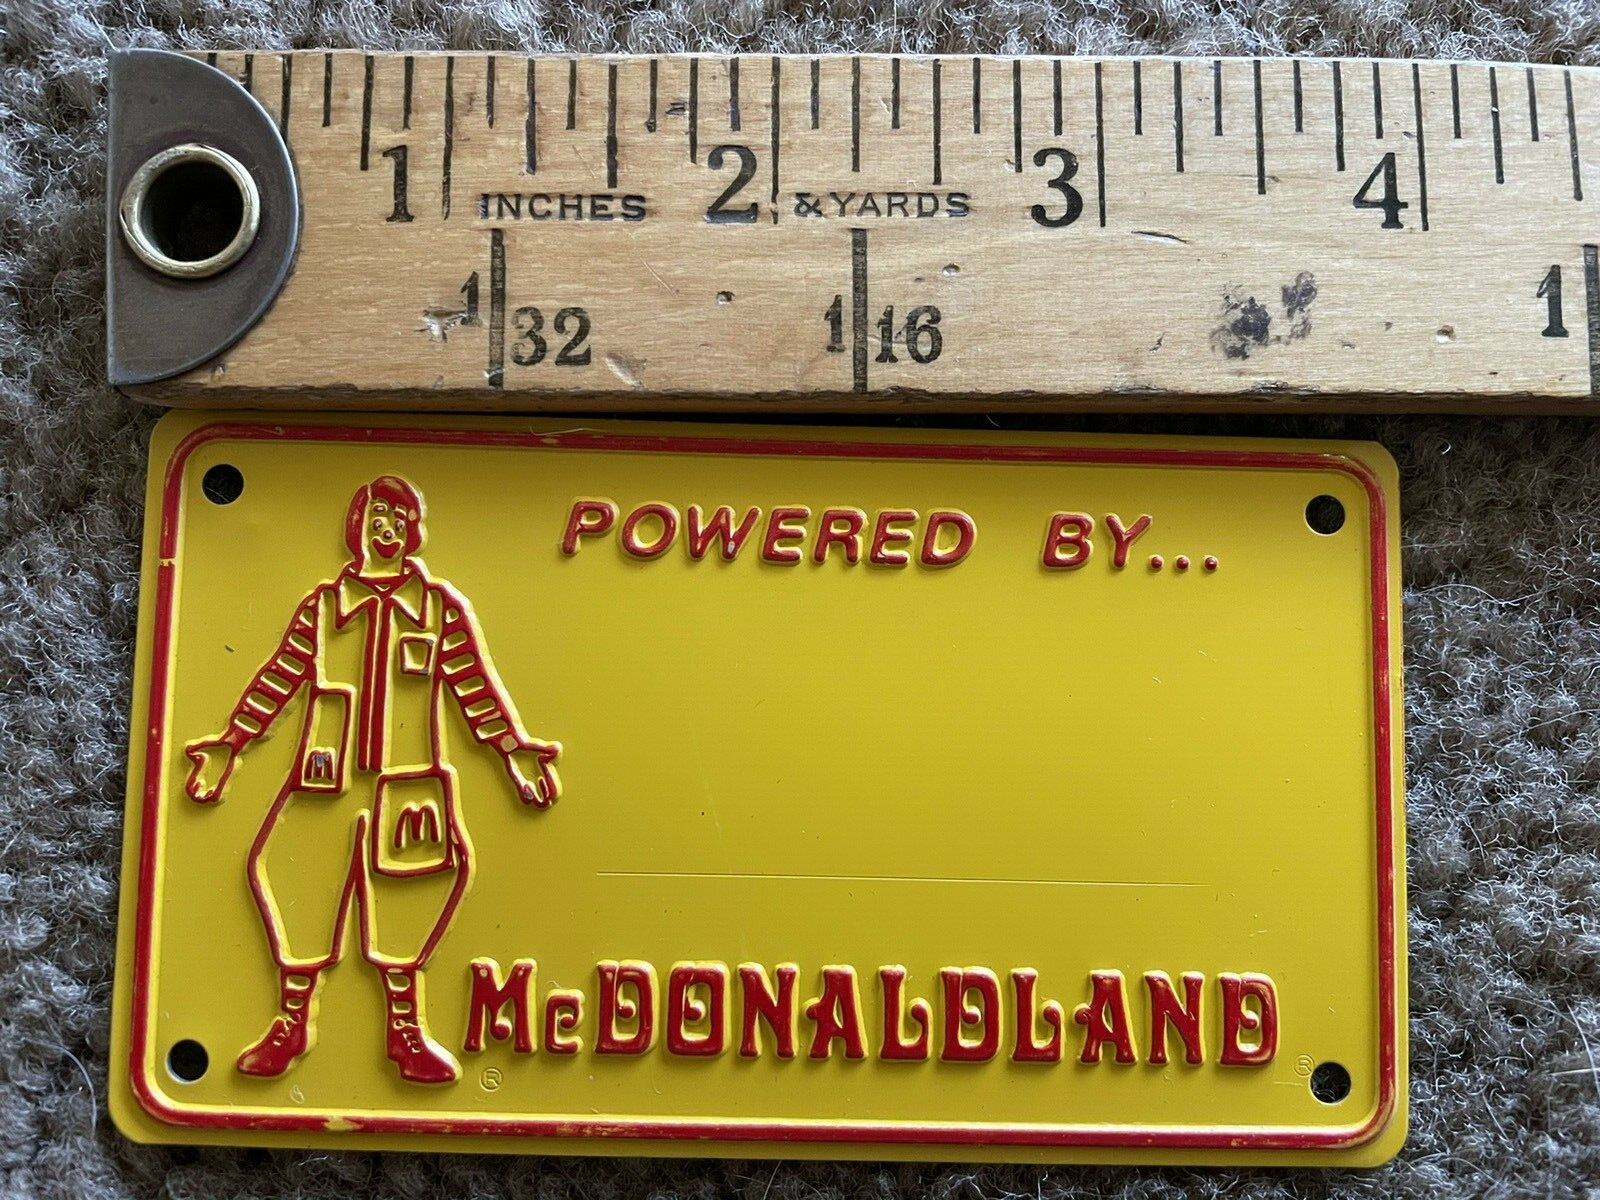 1 2 3 4
INCHES & YARDS
1 32 1 16 1
POWERED BY...
M
M
McDONALDLAND
® ®